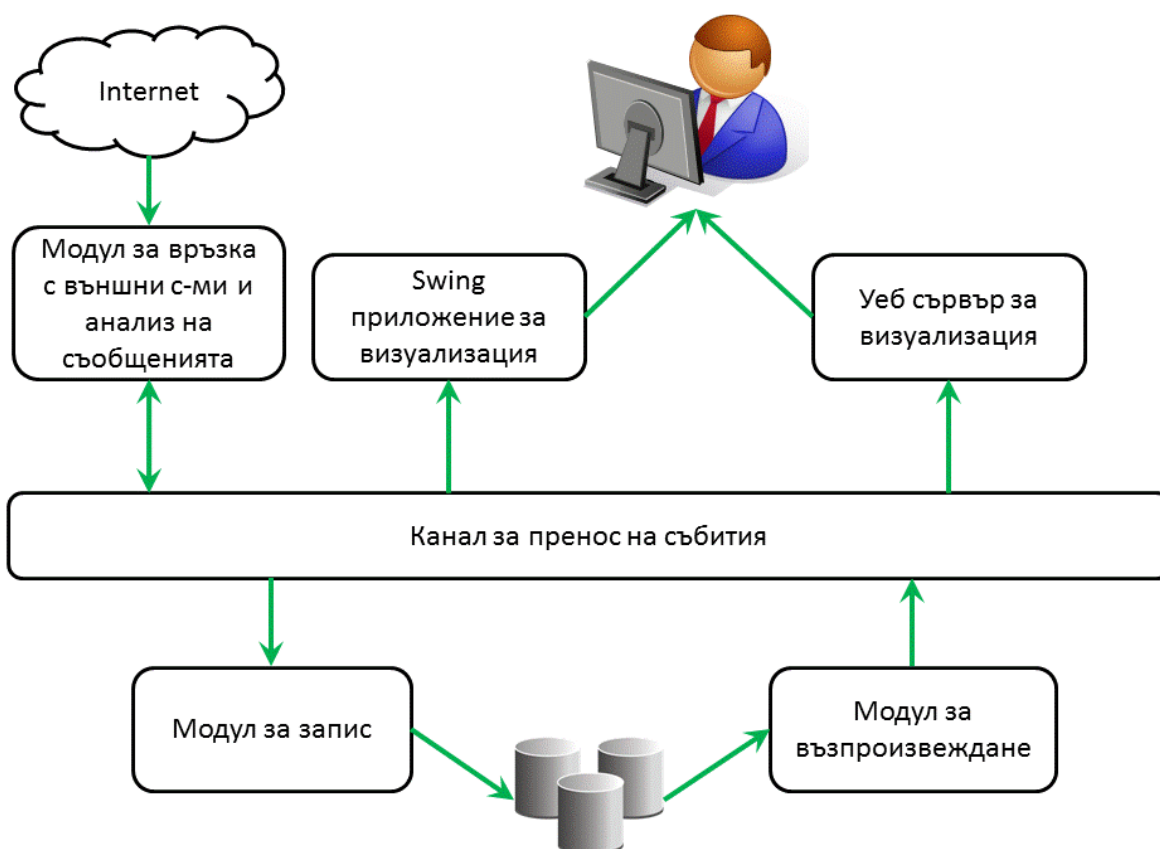 Internet
Модул за връзка
с външни с-ми и
анализ на
съобщенията
Swing
приложение за
визуализация
Уеб сървър за
визуализация
Канал за пренос на събития
Модул за запис
Модул за
възпроизвеждане